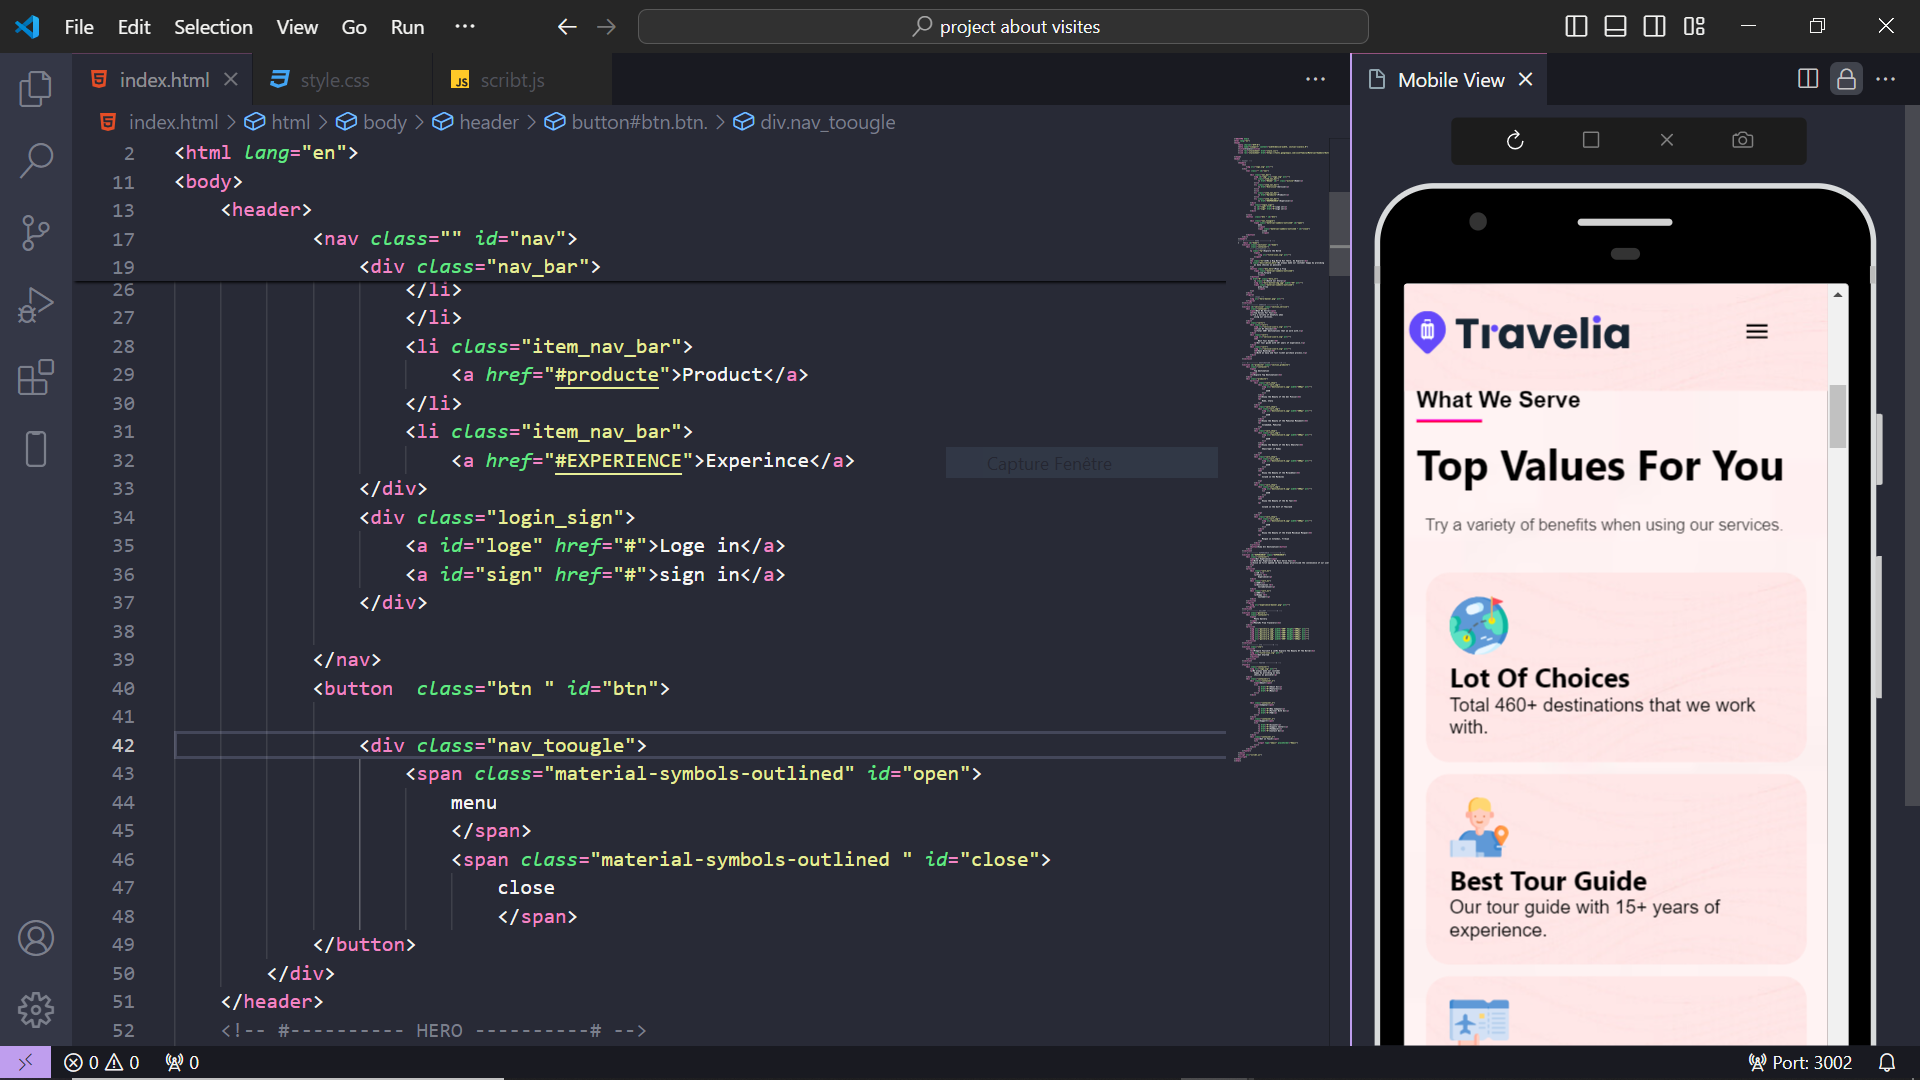 File Edit Selection View Go Run ···
project about visites
index.html
style.css
JS scribt.js
Mobile View
index.html > html > body > header > button#btn.btn. > div.nav_toougle
2 <html lang="en">
11 <body>
13 <header>
17 <nav class="" id="nav">
19 <div class="nav_bar">
26 </li>
27 </li>
28 <li class="item_nav_bar">
29 <a href="#producte">Product</a>
30 </li>
31 <li class="item_nav_bar">
32 <a href="#EXPERIENCE">Experince</a>
33 </div>
34 <div class="login_sign">
35 <a id="loge" href="#">Loge in</a>
36 <a id="sign" href="#">sign in</a>
37 </div>
38
39 </nav>
40 <button  class="btn " id="btn">
41
42 <div class="nav_toougle">
43 <span class="material-symbols-outlined" id="open">
44 menu
45 </span>
46 <span class="material-symbols-outlined " id="close">
47 close
48 </span>
49 </button>
50 </div>
51 </header>
52 <!-- #---------- HERO ----------# -->
Capture Fenêtre
Travelia
What We Serve
Top Values For You
Try a variety of benefits when using our services.
Lot Of Choices
Total 460+ destinations that we work
with.
Best Tour Guide
Our tour guide with 15+ years of
experience.
0 0 0
Port: 3002